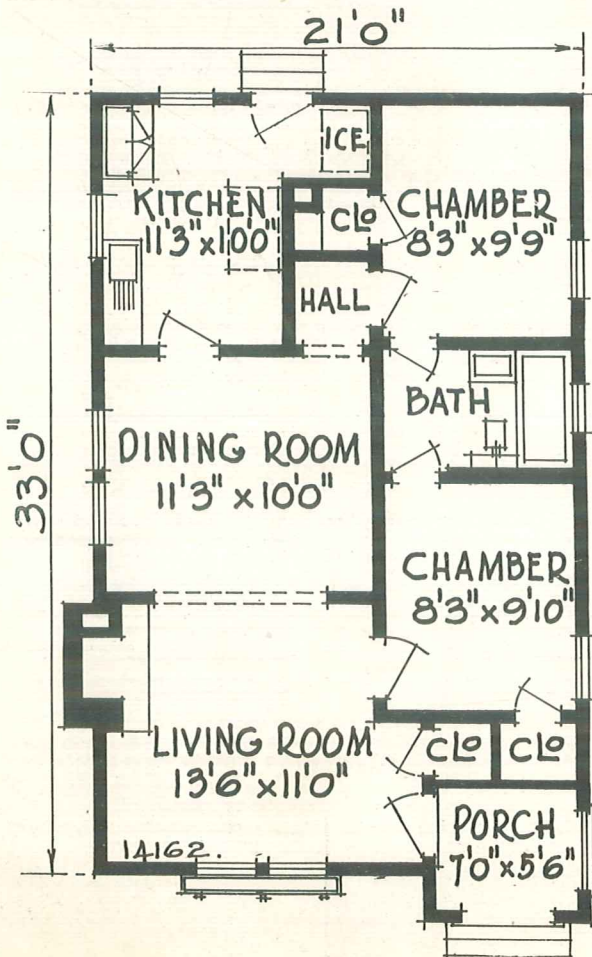 21'0"
ICE
KITCHEN
11'3"x10'0"
CLO
CHAMBER
8'3"x9'9"
HALL
BATH
33'0"
DINING ROOM
11'3"x10'0"
CHAMBER
8'3"x9'10"
LIVING ROOM
13'6"x11'0"
CLO
CLO
PORCH
7'0"x5'6"
14162.